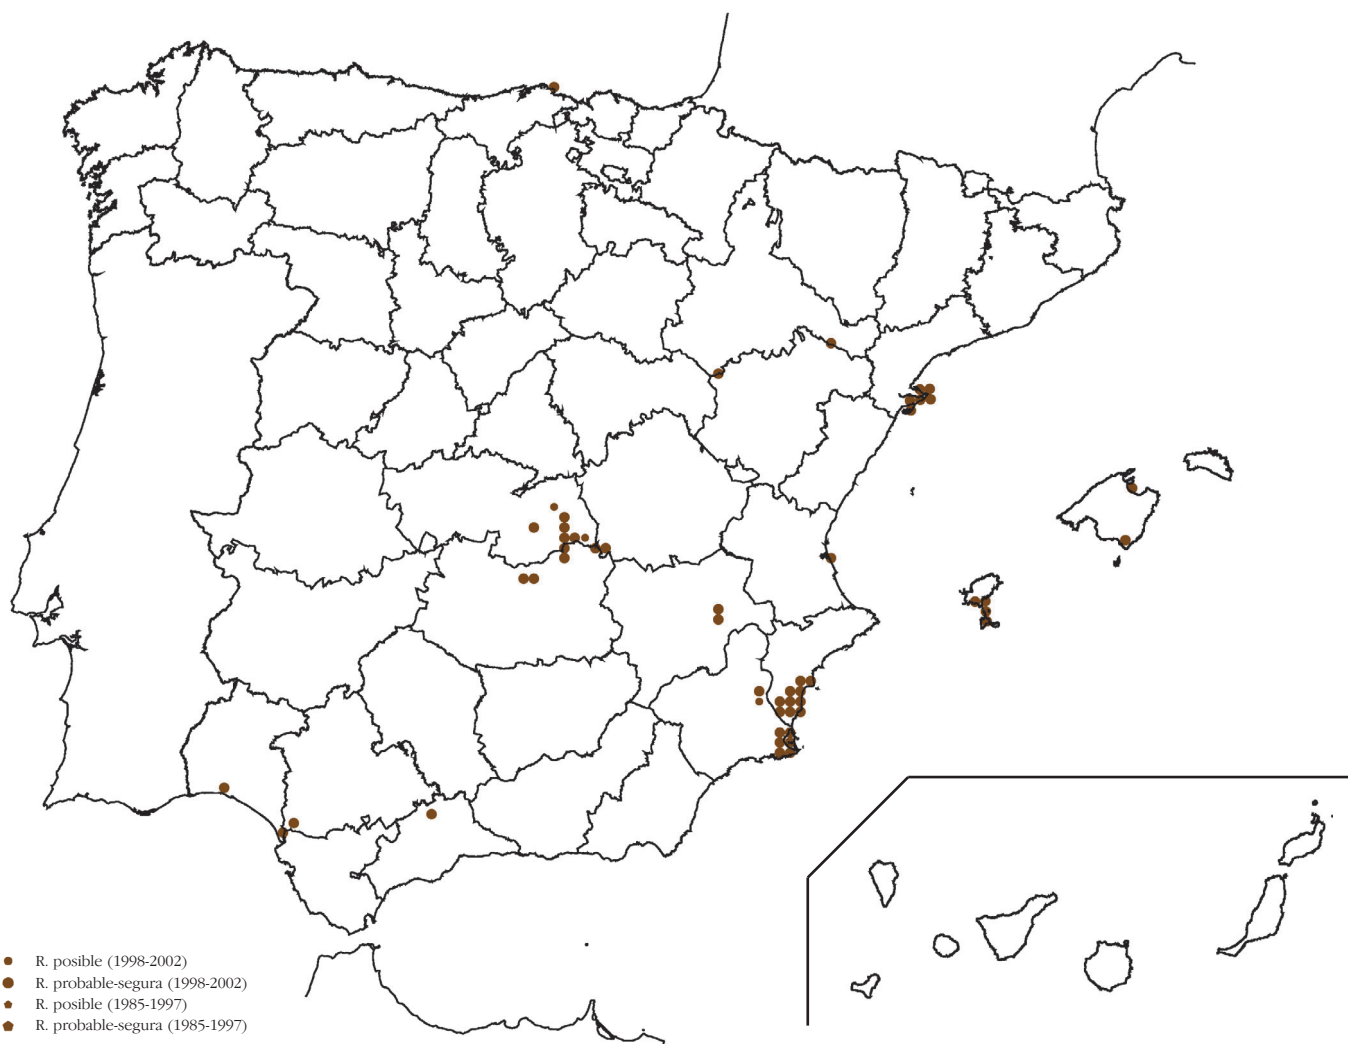 R. posible (1998-2002)
R. probable-segura (1998-2002)
R. posible (1985-1997)
R. probable-segura (1985-1997)